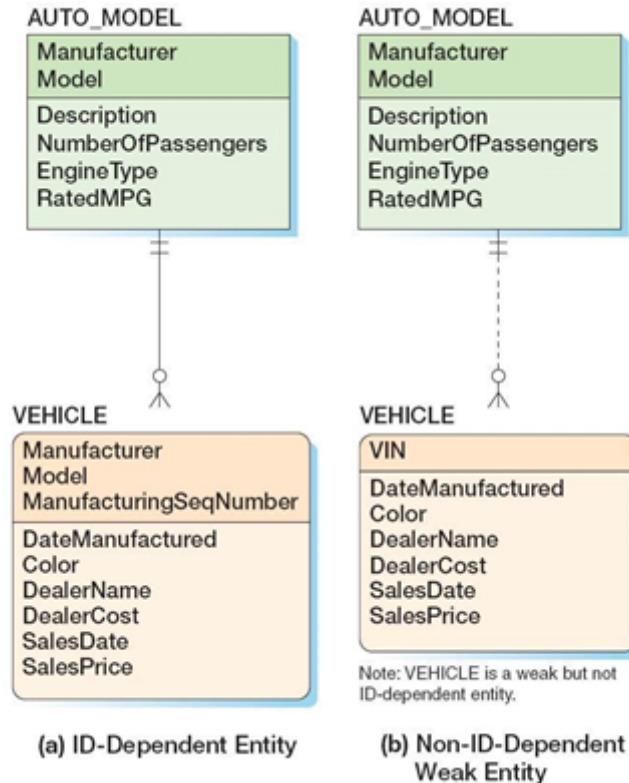 AUTO_MODEL
Manufacturer
Model
Description
NumberOfPassengers
EngineType
RatedMPG
VEHICLE
Manufacturer
Model
ManufacturingSeqNumber
DateManufactured
Color
DealerName
DealerCost
SalesDate
SalesPrice
(a) ID-Dependent Entity
AUTO_MODEL
Manufacturer
Model
Description
NumberOfPassengers
EngineType
RatedMPG
VEHICLE
VIN
DateManufactured
Color
DealerName
DealerCost
SalesDate
SalesPrice
Note: VEHICLE is a weak but not
ID-dependent entity.
(b) Non-ID-Dependent
Weak Entity